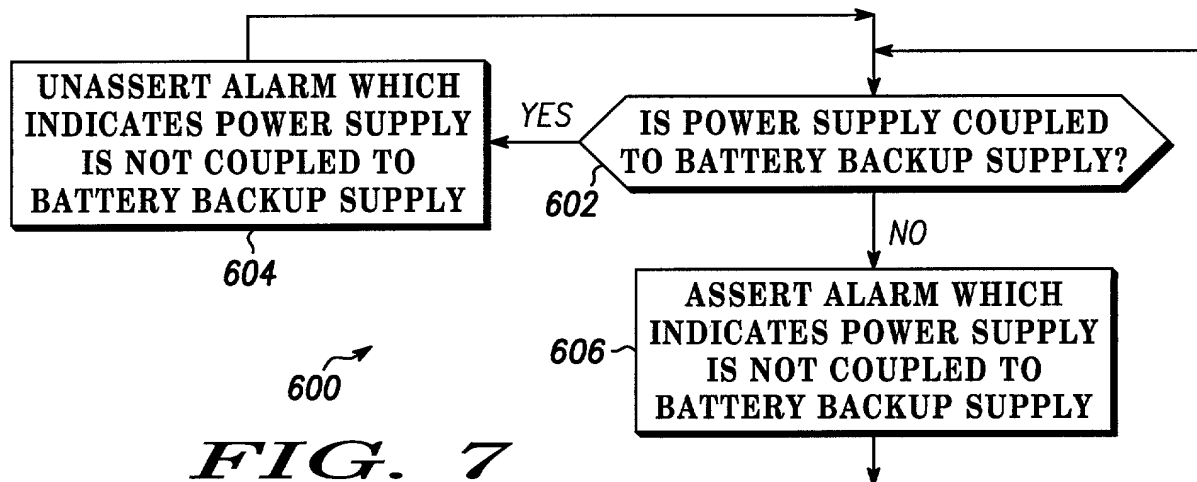 UNASSERT ALARM WHICH
INDICATES POWER SUPPLY
IS NOT COUPLED TO
BATTERY BACKUP SUPPLY
604
YES
IS POWER SUPPLY COUPLED
TO BATTERY BACKUP SUPPLY?
602
NO
ASSERT ALARM WHICH
INDICATES POWER SUPPLY
IS NOT COUPLED TO
BATTERY BACKUP SUPPLY
606
600
FIG. 7